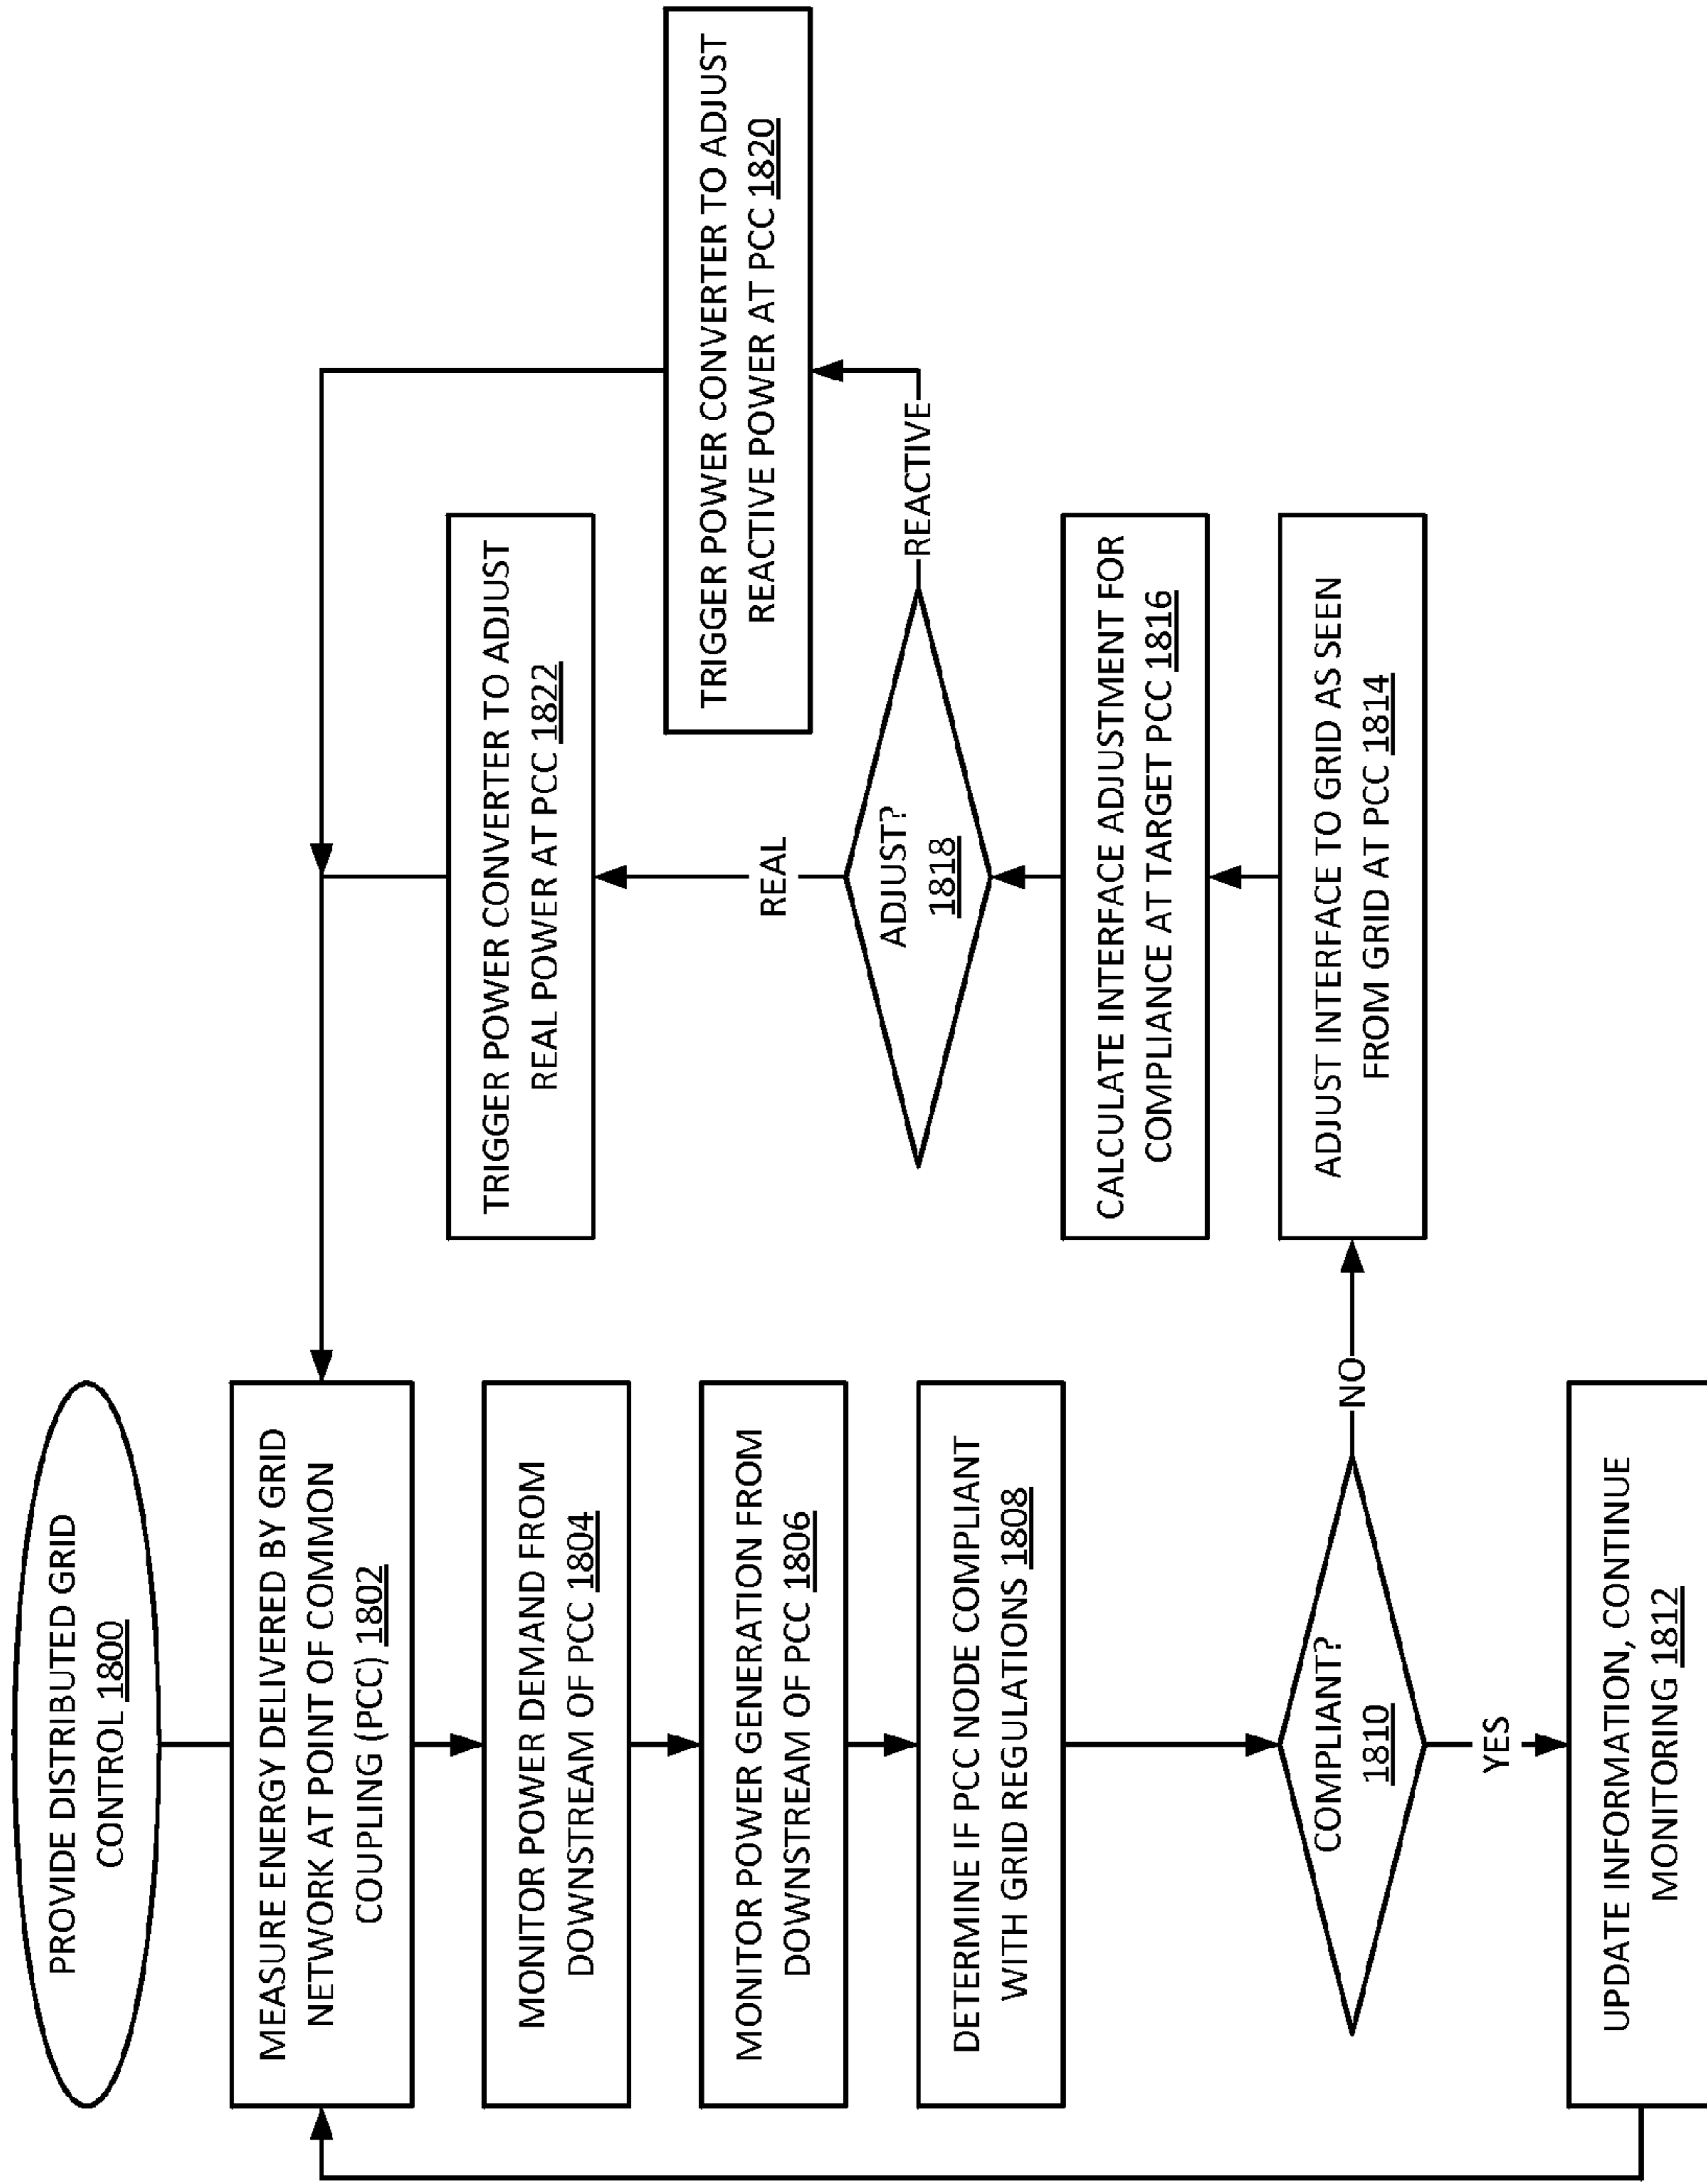 PROVIDE DISTRIBUTED GRID
CONTROL 1800
MEASURE ENERGY DELIVERED BY GRID
NETWORK AT POINT OF COMMON
COUPLING (PCC) 1802
MONITOR POWER DEMAND FROM
DOWNSTREAM OF PCC 1804
MONITOR POWER GENERATION FROM
DOWNSTREAM OF PCC 1806
DETERMINE IF PCC NODE COMPLIANT
WITH GRID REGULATIONS 1808
COMPLIANT?
1810
YES
UPDATE INFORMATION, CONTINUE
MONITORING 1812
NO
ADJUST INTERFACE TO GRID AS SEEN
FROM GRID AT PCC 1814
CALCULATE INTERFACE ADJUSTMENT FOR
COMPLIANCE AT TARGET PCC 1816
ADJUST?
1818
REAL
REACTIVE
TRIGGER POWER CONVERTER TO ADJUST
REACTIVE POWER AT PCC 1820
TRIGGER POWER CONVERTER TO ADJUST
REAL POWER AT PCC 1822